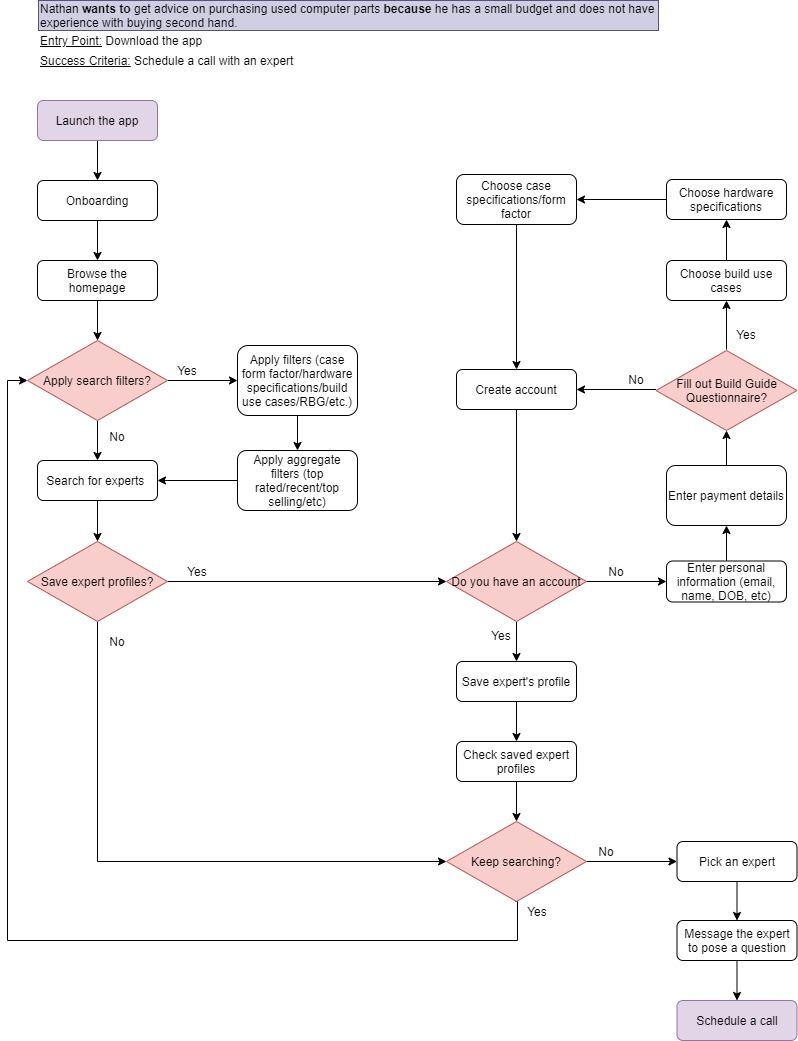 Nathan wants to get advice on purchasing used computer parts because he has a small budget and does not have
experience with buying second hand.
Entry Point: Download the app
Success Criteria: Schedule a call with an expert
Launch the app
Onboarding
Browse the
homepage
Apply search filters?
Yes
Apply filters (case
form factor/hardware
specifications/build
use cases/RBG/etc.)
No
Search for experts
Apply aggregate
filters (top
rated/recent/top
selling/etc)
Save expert profiles?
Yes
No
Choose case
specifications/form
factor
Choose hardware
specifications
Choose build use
cases
Yes
Create account
No
Fill out Build Guide
Questionnaire?
Enter payment details
Do you have an account
No
Enter personal
information (email,
name, DOB, etc)
Yes
Save expert's profile
Check saved expert
profiles
Keep searching?
No
Pick an expert
Yes
Message the expert
to pose a question
Schedule a call